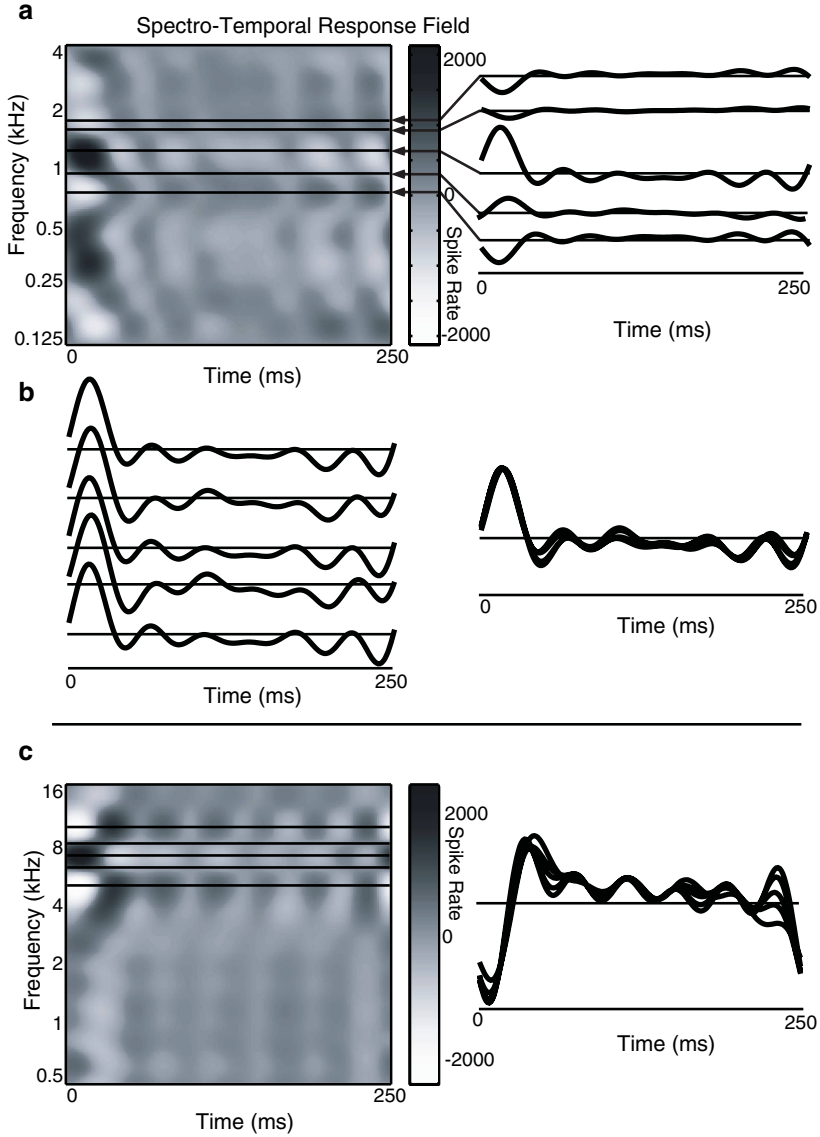 a
Spectro-Temporal Response Field
4
2
1
0.5
0.25
0.125
Frequency (kHz)
0
250
Time (ms)
2000
0
-2000
Spike Rate
0
250
Time (ms)
b
0
250
Time (ms)
0
250
Time (ms)
c
16
8
4
2
1
0.5
Frequency (kHz)
0
250
Time (ms)
2000
0
-2000
Spike Rate
0
250
Time (ms)